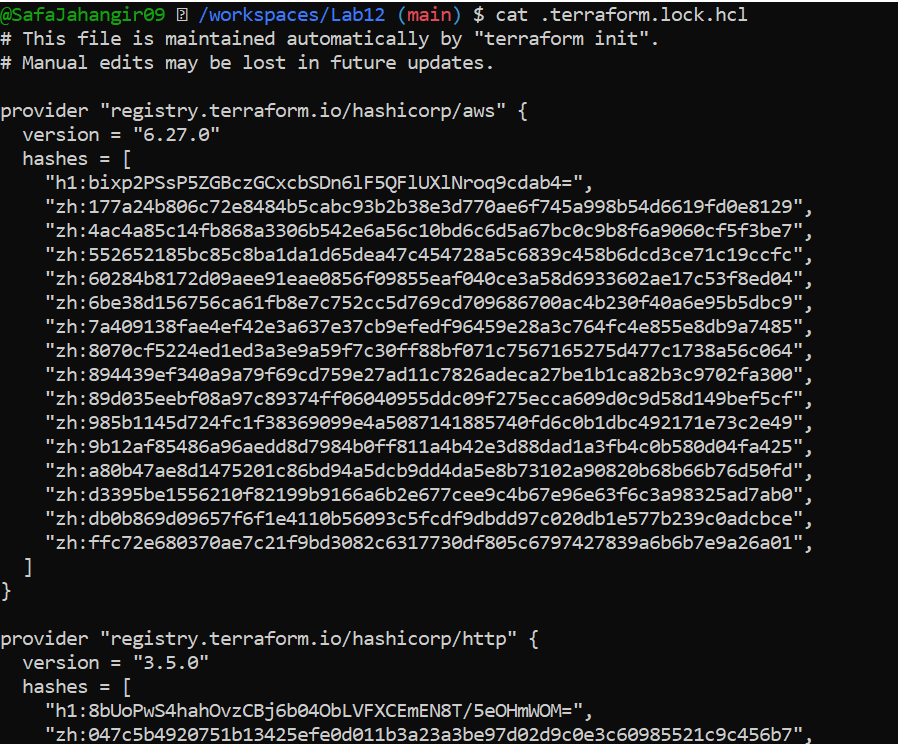 @SafaJahangir09 /workspaces/Lab12 (main) $ cat .terraform.lock.hcl
# This file is maintained automatically by "terraform init".
# Manual edits may be lost in future updates.
provider "registry.terraform.io/hashicorp/aws" {
version = "6.27.0"
hashes = [
"h1:bixp2PSsP5ZGBczGCxcbSDn6lF5QFlUXlNroq9cdab4=",
"zh:177a24b806c72e8484b5cabc93b2b38e3d770ae6f745a998b54d6619fd0e8129",
"zh:4ac4a85c14fb868a3306b542e6a56c10bd6c6d5a67bc0c9b8f6a9060cf5f3be7",
"zh:552652185bc85c8ba1da1d65dea47c454728a5c6839c458b6dcd3ce71c19ccfc",
"zh:60284b8172d09aee91eae0856f09855eaf040ce3a58d6933602ae17c53f8ed04",
"zh:6be38d156756ca61fb8e7c752cc5d769cd709686700ac4b230f40a6e95b5dbc9",
"zh:7a409138fae4ef42e3a637e37cb9efedf96459e28a3c764fc4e855e8db9a7485",
"zh:8070cf5224ed1ed3a3e9a59f7c30ff88bf071c7567165275d477c1738a56c064",
"zh:894439ef340a9a79f69cd759e27ad11c7826adeca27be1b1ca82b3c9702fa300",
"zh:89d035eebf08a97c89374ff06040955ddc09f275ecca609d0c9d58d149bef5cf",
"zh:985b1145d724fc1f38369099e4a5087141885740fd6c0b1dbc492171e73c2e49",
"zh:9b12af85486a96aedd8d7984b0ff811a4b42e3d88dad1a3fb4c0b580d04fa425",
"zh:a80b47ae8d1475201c86bd94a5dcb9dd4da5e8b73102a90820b68b66b76d50fd",
"zh:d3395be1556210f82199b9166a6b2e677cee9c4b67e96e63f6c3a98325ad7ab0",
"zh:db0b869d09657f6f1e4110b56093c5fcdf9dbdd97c020db1e577b239c0adcbce",
"zh:ffc72e680370ae7c21f9bd3082c6317730df805c6797427839a6b6b7e9a26a01",
]
}
provider "registry.terraform.io/hashicorp/http" {
version = "3.5.0"
hashes = [
"h1:8bUoPwS4hahOvzCBj6b04ObLVFXCEmEN8T/5eOHmWOM=",
"zh:047c5b4920751b13425efe0d011b3a23a3be97d02d9c0e3c60985521c9c456b7",